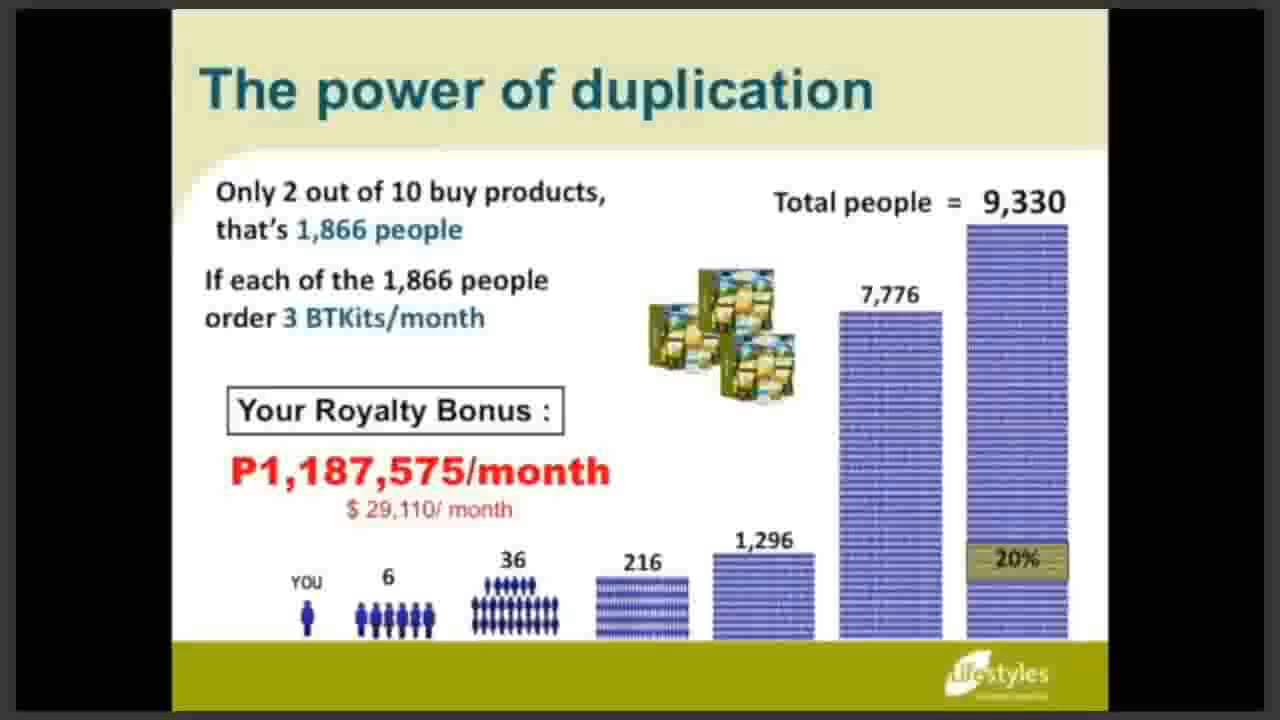 The power of duplication
Only 2 out of 10 buy products,
that's 1,866 people
If each of the 1,866 people
order 3 BTKits/month
Your Royalty Bonus :
P1,187,575/month
$ 29,110/ month
Total people = 9,330
YOU
6
36
216
1,296
7,776
20%
Lifestyles